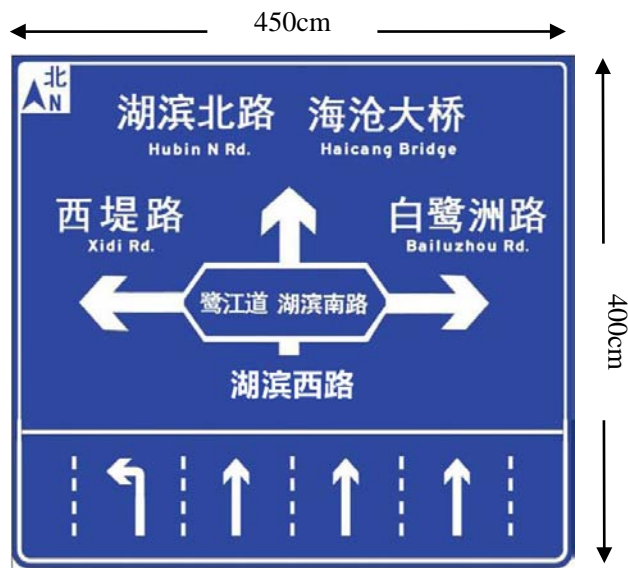 450cm
北
N
湖滨北路 海沧大桥
Hubin N Rd. Haicang Bridge
西堤路 白鹭洲路
Xidi Rd. Bailuzhou Rd.
鹭江道 湖滨南路
湖滨西路
400cm